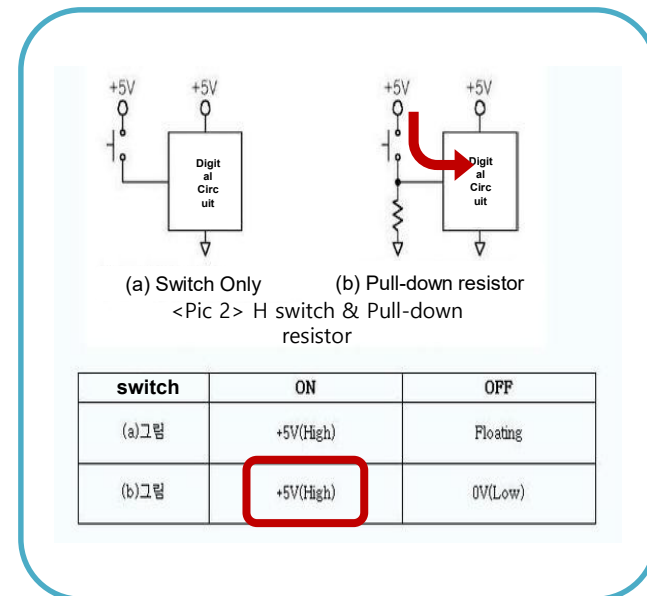 +5V +5V +5V +5V
Digit
al
Circ
uit
Digit
al
Circ
uit
(a) Switch Only (b) Pull-down resistor
<Pic 2> H switch & Pull-down
resistor
switch ON OFF
(a)그림 +5V(High) Floating
(b)그림 +5V(High) 0V(Low)